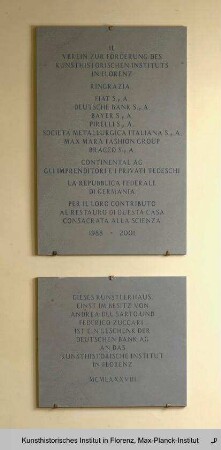 IL
VEREIN ZUR FÖRDERUNG DES
KUNSTHISTORISCHEN INSTITUTS
IN FLORENZ
RINGRAZIA
FIAT S.p.A.
DEUTSCHE BANK S.p.A.
BAYER S.p.A.
PIRELLI S.p.A.
SOCIETÀ METALLURGICA ITALIANA S.p.A.
MAX MARA FASHION GROUP
S.p.A.
CONTINENTAL AG
GLI IMPRENDITORI E I PRIVATI TEDESCHI
LA REPUBBLICA FEDERALE
DI GERMANIA
PER IL LORO CONTRIBUTO
AL RESTAURO DI QUESTA CASA
CONSACRATA ALLA SCIENZA
1988 - 2001
DIESES KÜNSTLERHAUS
EINST IM BESITZ VON
ANDREA DEL SARTO UND
FEDERICO ZUCCARI
IST EIN GESCHENK DER
DEUTSCHEN BANK AG
AN DAS
KUNSTHISTORISCHE INSTITUT
IN FLORENZ
MCMLXXXVIII
Kunsthistorisches Institut in Florenz, Max-Planck-Institut